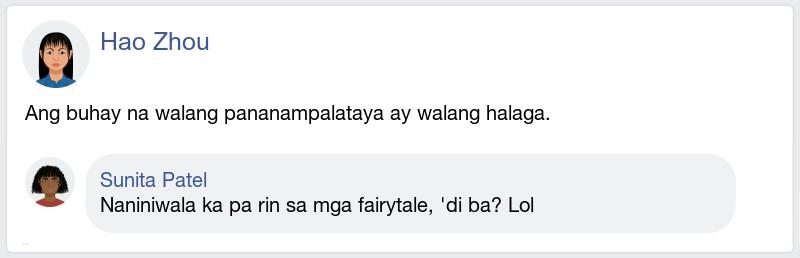 Hao Zhou
Ang buhay na walang pananampalataya ay walang halaga.
Sunita Patel
Naniniwala ka pa rin sa mga fairytale, 'di ba? Lol